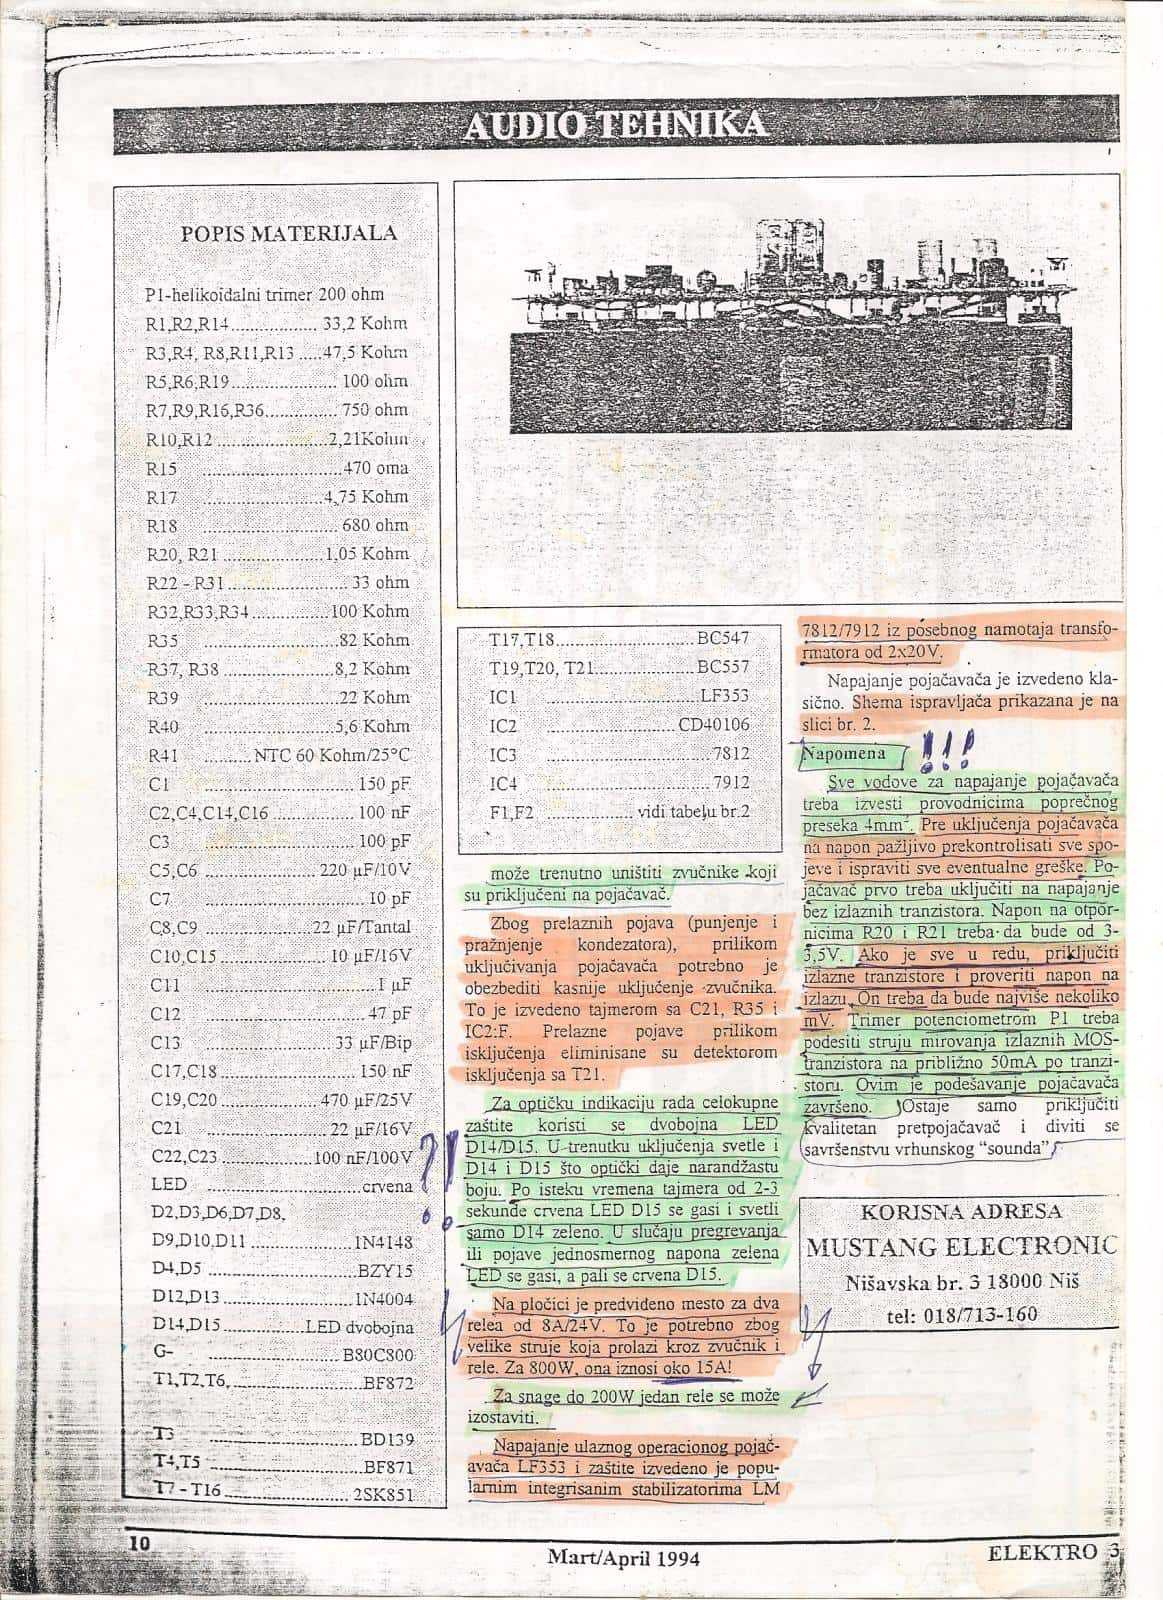 AUDIO TEHNIKA
POPIS MATERIJALA
P1-helikoidalni trimer 200 ohm
R1,R2,R14................. 33,2 Kohm
R3,R4, R8,R11,R13 .....47,5 Kohm
R5,R6,R19.................... 100 ohm
R7,R9,R16,R36.............. 750 ohm
R10,R12 .....................2,21Kohm
R15 ...........................470 oma
R17 ........................4,75 Kohm
R18 ...........................680 ohm
R20, R21 ....................1,05 Kohm
R22 - R31........................33 ohm
R32,R33,R34...............100 Kohm
R35 ..........................82 Kohm
R37, R38 .....................8,2 Kohm
R39 ..........................22 Kohm
R40 .........................5,6 Kohm
R41 ..........NTC 60 Kohm/25°C
C1 ..............................150 pF
C2,C4,C14,C16 ................100 nF
C3 ..............................100 pF
C5,C6 .....................220 µF/10V
C7 ................................10 pF
C8,C9 .....................22 µF/Tantal
C10,C15 ....................10 µF/16V
C11 ................................1 µF
C12 ...............................47 pF
C13 .........................33 µF/Bip
C17,C18 .........................150 nF
C19,C20 ...................470 µF/25V
C21 .........................22 µF/16V
C22,C23 ................100 nF/100V
LED ............................crvena
D2,D3,D6,D7,D8,
D9,D10,D11 ....................1N4148
D4,D5 ............................BZY15
D12,D13 .........................1N4004
D14,D15 ................LED dvobojna
G- .............................B80C800
T1,T2,T6, .........................BF872
T3 ..............................BD139
T4,T5 ...........................BF871
T7 - T16 .......................2SK851
T17,T18.......................BC547
T19,T20, T21.................BC557
IC1 ..........................LF353
IC2 ......................CD40106
IC3 ............................7812
IC4 ............................7912
F1,F2 ................vidi tabelu br.2
može trenutno uništiti zvučnike koji
su priključeni na pojačavač.
Zbog prelaznih pojava (punjenje i
pražnjenje kondezatora), prilikom
uključivanja pojačavača potrebno je
obezbediti kasnije uključenje zvučnika.
To je izvedeno tajmerom sa C21, R35 i
IC2:F. Prelazne pojave prilikom
isključenja eliminisane su detektorom
isključenja sa T21.
Za optičku indikaciju rada celokupne
zaštite koristi se dvobojna LED
D14/D15. U trenutku uključenja svetle i
D14 i D15 što optički daje narandžastu
boju. Po isteku vremena tajmera od 2-3
sekunde crvena LED D15 se gasi i svetli
samo D14 zeleno. U slučaju pregrevanja
ili pojave jednosmernog napona zelena
LED se gasi, a pali se crvena D15.
Na pločici je predviđeno mesto za dva
relea od 8A/24V. To je potrebno zbog
velike struje koja prolazi kroz zvučnik i
rele. Za 800W, ona iznosi oko 15A!
Za snage do 200W jedan rele se može
izostaviti.
Napajanje ulaznog operacionog pojač-
avača LF353 i zaštite izvedeno je popu-
larnim integrisanim stabilizatorima LM
7812/7912 iz posebnog namotaja transfo-
rmatora od 2x20V.
Napajanje pojačavača je izvedeno kla-
sično. Shema ispravljača prikazana je na
slici br. 2.
Napomena !!!
Sve vodove za napajanje pojačavača
treba izvesti provodnicima poprečnog
preseka 4mm². Pre uključenja pojačavača
na napon pažljivo prekontrolisati sve spo-
jeve i ispraviti sve eventualne greške. Po-
jačavač prvo treba uključiti na napajanje
bez izlaznih tranzistora. Napon na otpor-
nicima R20 i R21 treba da bude od 3-
3,5V. Ako je sve u redu, priključiti
izlazne tranzistore i proveriti napon na
izlazu. On treba da bude najviše nekoliko
mV. Trimer potenciometrom P1 treba
podesiti struju mirovanja izlaznih MOS-
tranzistora na približno 50mA po tranzi-
storu. Ovim je podešavanje pojačavača
završeno. Ostaje samo priključiti
kvalitetan pretpojačavač i diviti se
savršenstvu vrhunskog “sounda”
KORISNA ADRESA
MUSTANG ELECTRONIC
Nišavska br. 3 18000 Niš
tel: 018/713-160
10
Mart/April 1994
ELEKTRO 3